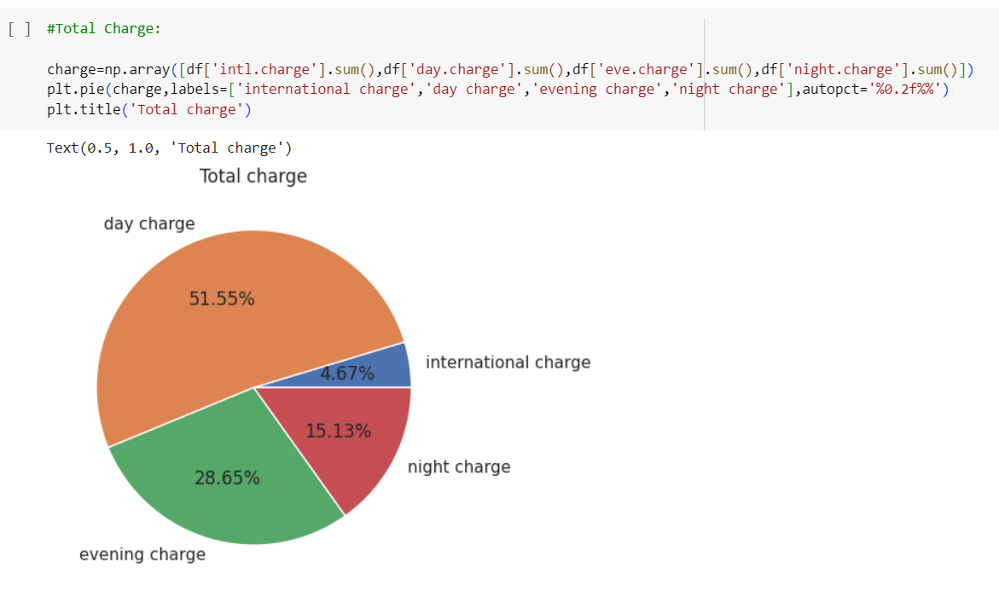 [ ] #Total Charge:
charge=np.array([df['intl.charge'].sum(),df['day.charge'].sum(),df['eve.charge'].sum(),df['night.charge'].sum()])
plt.pie(charge,labels=['international charge','day charge','evening charge','night charge'],autopct='%0.2f%%')
plt.title('Total charge')
Text(0.5, 1.0, 'Total charge')
Total charge
day charge
51.55%
international charge
4.67%
15.13%
night charge
28.65%
evening charge